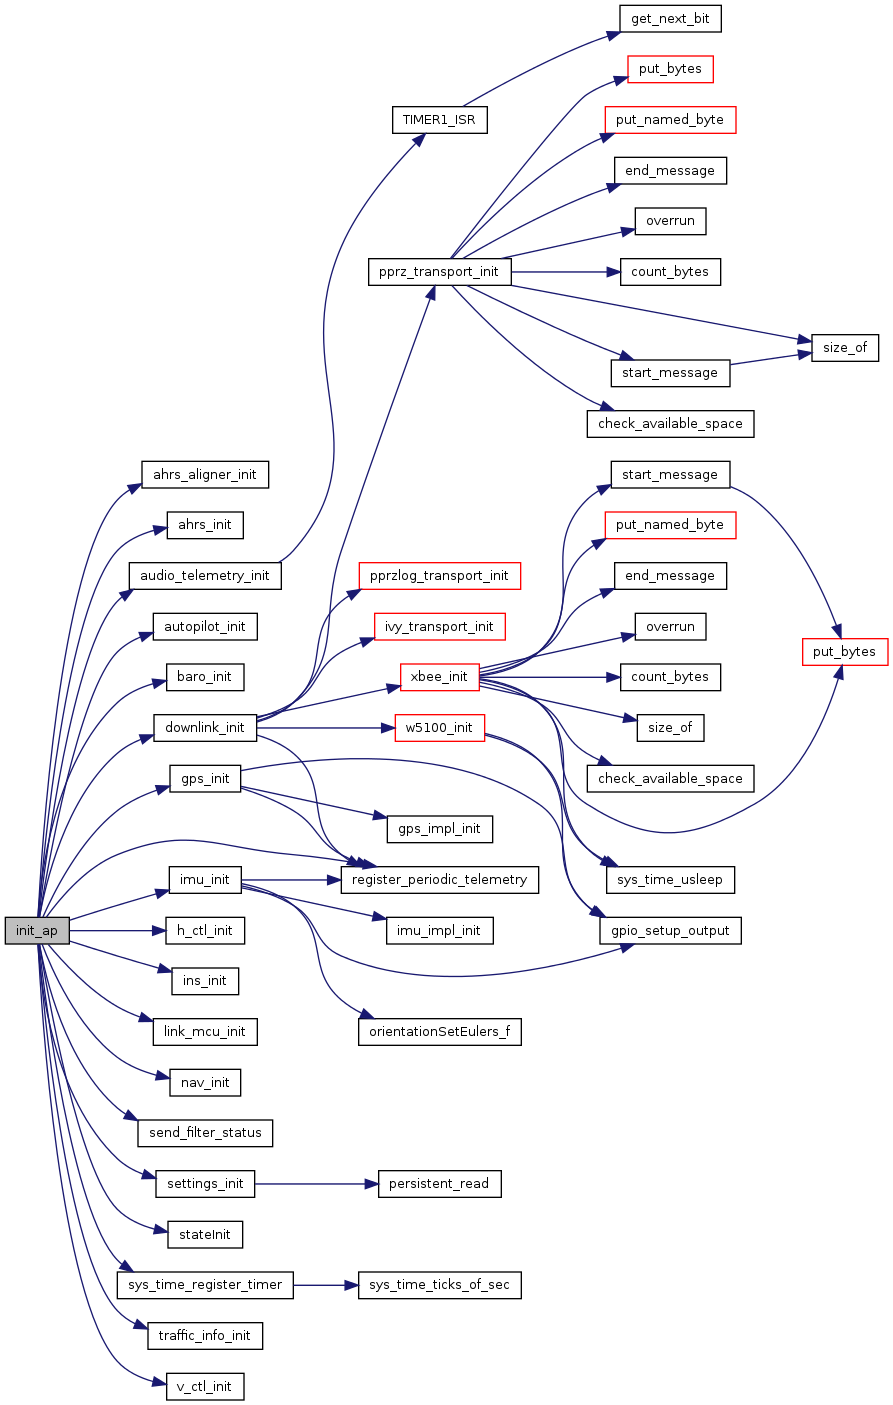 get_next_bit
put_bytes
TIMER1_ISR
put_named_byte
end_message
overrun
pprz_transport_init
count_bytes
size_of
start_message
check_available_space
ahrs_aligner_init
start_message
ahrs_init
put_named_byte
audio_telemetry_init
pprzlog_transport_init
end_message
autopilot_init
ivy_transport_init
overrun
put_bytes
baro_init
xbee_init
count_bytes
downlink_init
w5100_init
size_of
gps_init
check_available_space
gps_impl_init
imu_init
register_periodic_telemetry
sys_time_usleep
init_ap
h_ctl_init
imu_impl_init
gpio_setup_output
ins_init
link_mcu_init
orientationSetEulers_f
nav_init
send_filter_status
settings_init
persistent_read
stateInit
sys_time_register_timer
sys_time_ticks_of_sec
traffic_info_init
v_ctl_init